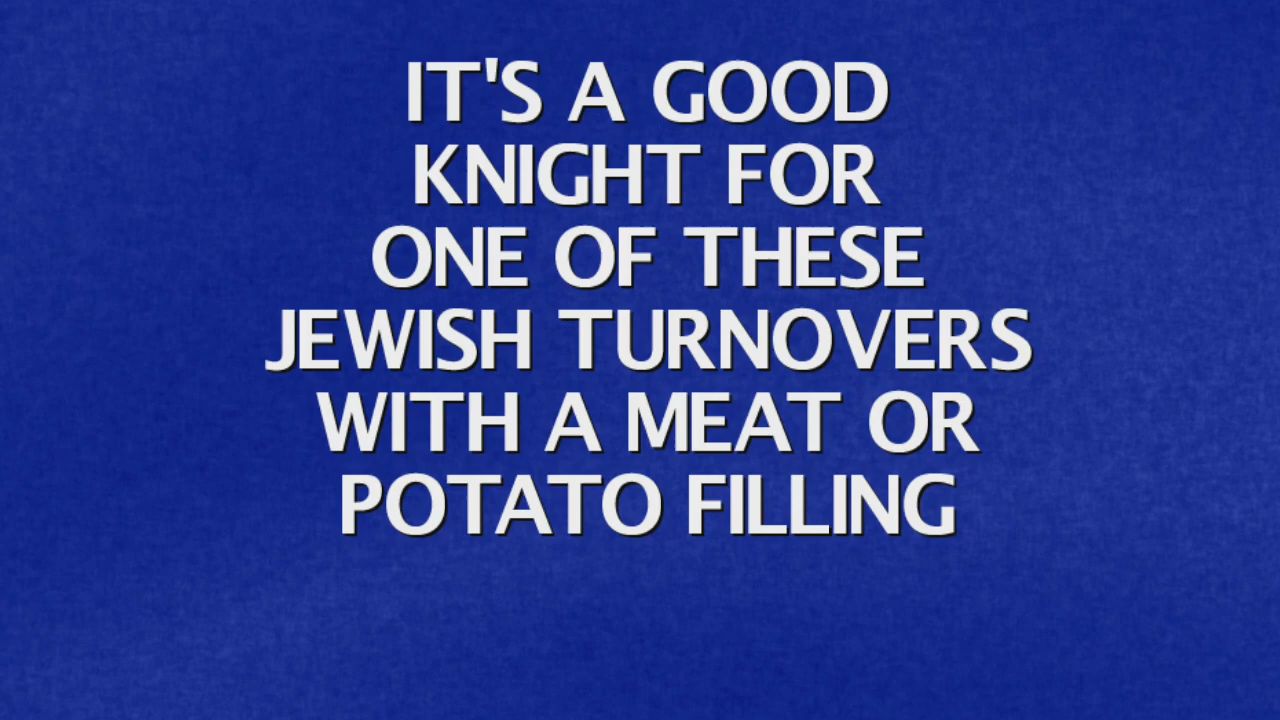 IT'S A GOOD
KNIGHT FOR
ONE OF THESE
JEWISH TURNOVERS
WITH A MEAT OR
POTATO FILLING